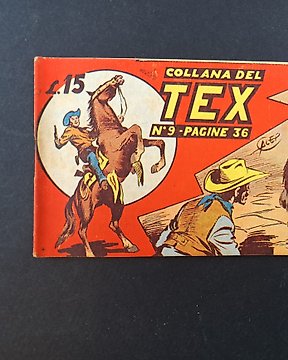 L.15
COLLANA DEL
TEX
N°9-PAGINE 36